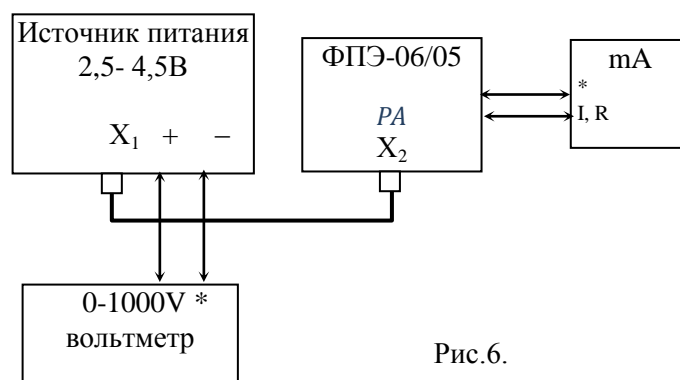 Источник питания
2,5- 4,5В
X1 + −
ФПЭ-06/05
PA
X2
mA
*
I, R
0-1000V *
вольтметр
Рис.6.